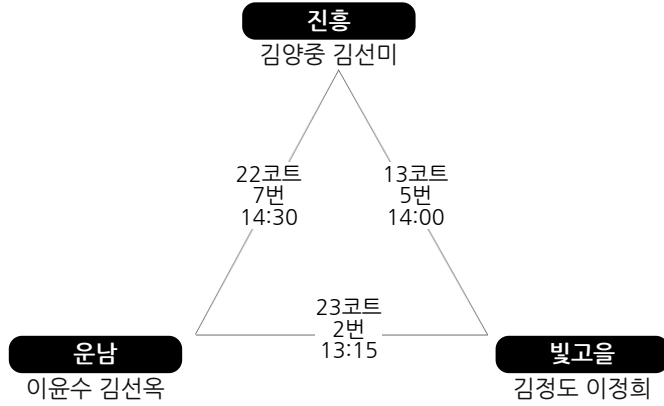 진흥
김양중 김선미
22코트
7번
14:30
13코트
5번
14:00
23코트
2번
13:15
운남
이윤수 김선옥
빛고을
김정도 이정희